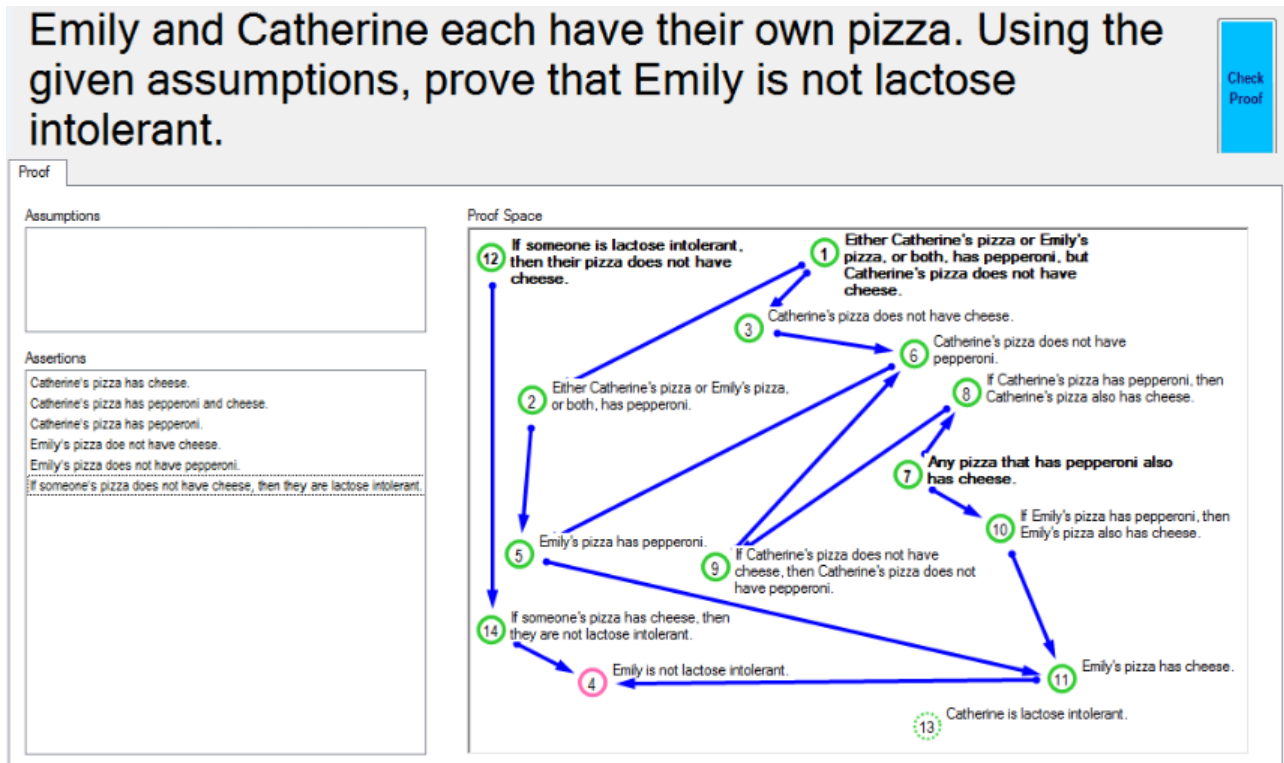 Emily and Catherine each have their own pizza. Using the
given assumptions, prove that Emily is not lactose
intolerant.
Check
Proof
Proof
Assumptions
Assertions
Catherine's pizza has cheese.
Catherine's pizza has pepperoni and cheese.
Catherine's pizza has pepperoni.
Emily's pizza doe not have cheese.
Emily's pizza does not have pepperoni.
If someone's pizza does not have cheese, then they are lactose intolerant.
Proof Space
12
If someone is lactose intolerant,
then their pizza does not have
cheese.
1
Either Catherine's pizza or Emily's
pizza, or both, has pepperoni, but
Catherine's pizza does not have
cheese.
3
Catherine's pizza does not have cheese.
6
Catherine's pizza does not have
pepperoni.
2
Either Catherine's pizza or Emily's pizza,
or both, has pepperoni.
8
If Catherine's pizza has pepperoni, then
Catherine's pizza also has cheese.
7
Any pizza that has pepperoni also
has cheese.
10
If Emily's pizza has pepperoni, then
Emily's pizza also has cheese.
5
Emily's pizza has pepperoni.
9
If Catherine's pizza does not have
cheese, then Catherine's pizza does not
have pepperoni.
14
If someone's pizza has cheese, then
they are not lactose intolerant.
4
Emily is not lactose intolerant.
11
Emily's pizza has cheese.
13
Catherine is lactose intolerant.